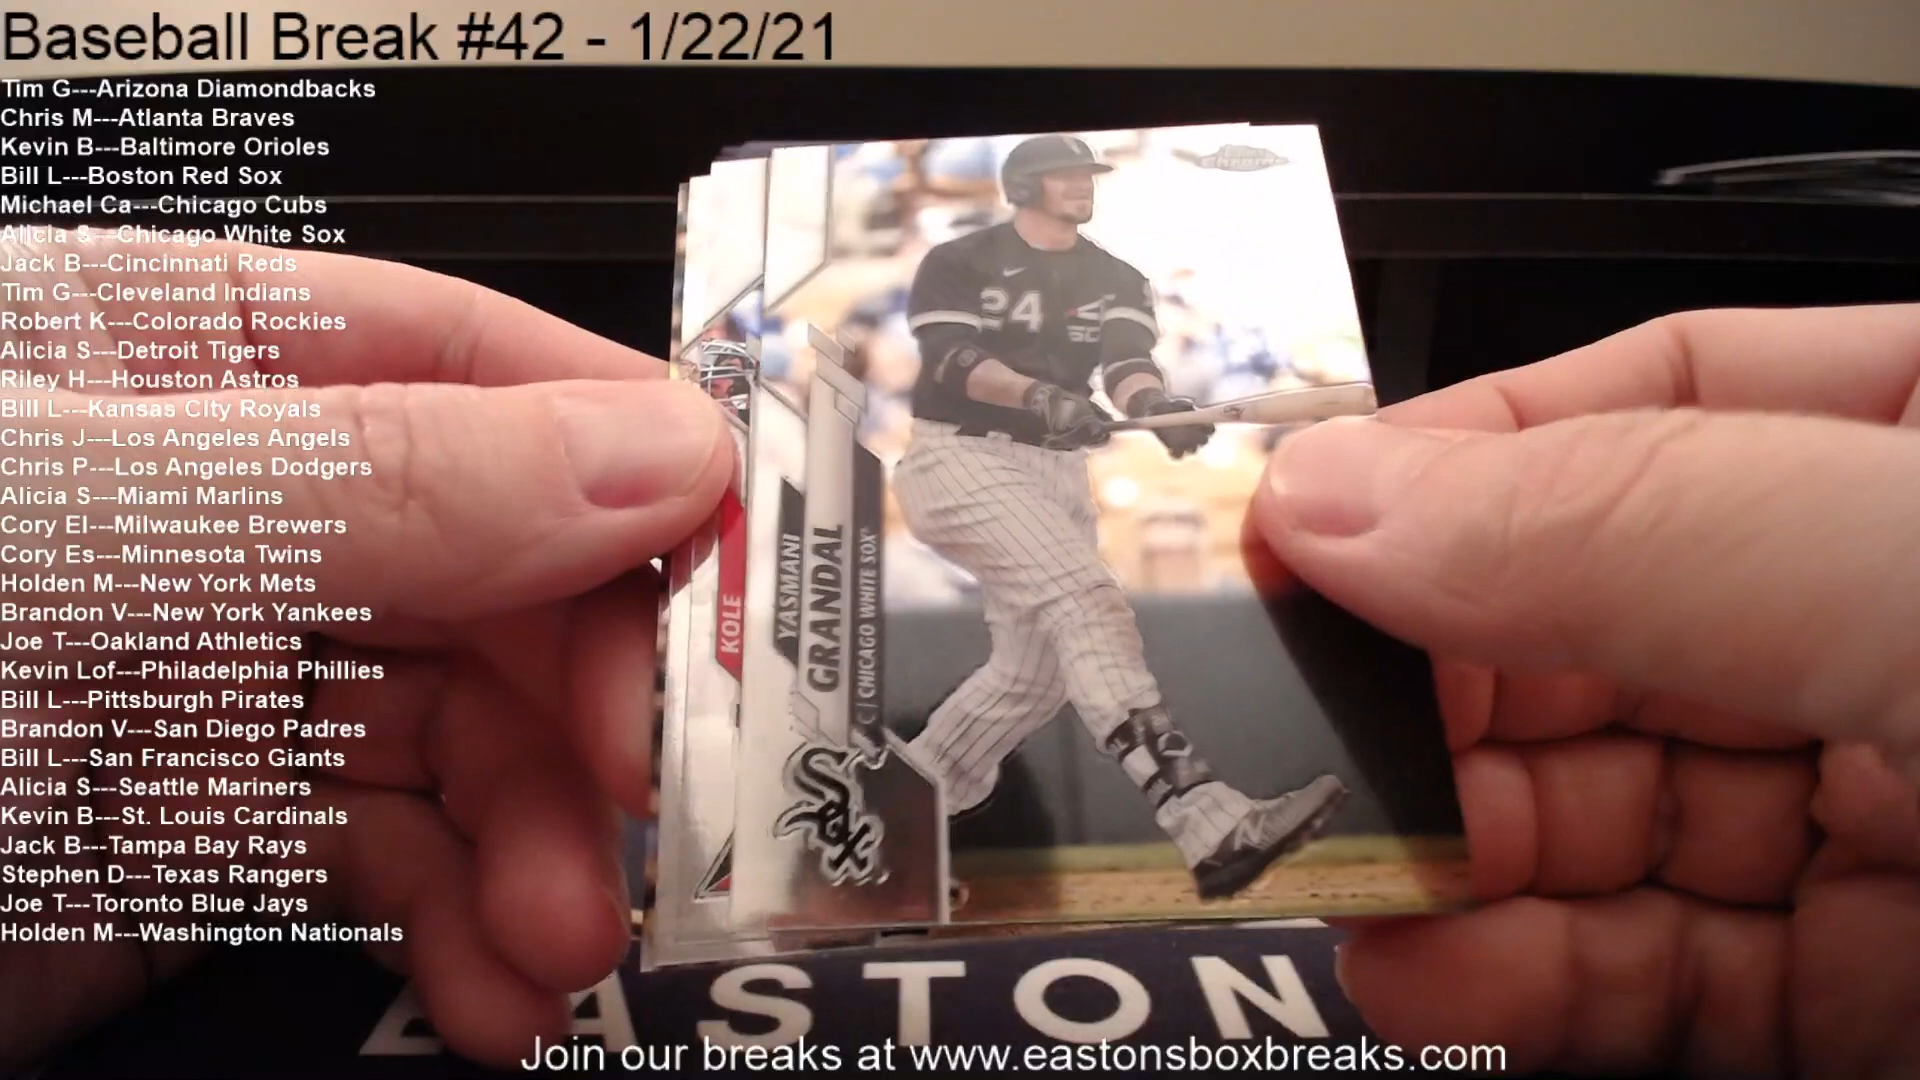 Baseball Break #42 - 1/22/21
Tim G---Arizona Diamondbacks
Chris M---Atlanta Braves
Kevin B---Baltimore Orioles
Bill L---Boston Red Sox
Michael Ca---Chicago Cubs
Alicia S---Chicago White Sox
Jack B---Cincinnati Reds
Tim G---Cleveland Indians
Robert K---Colorado Rockies
Alicia S---Detroit Tigers
Riley H---Houston Astros
Bill L---Kansas CIty Royals
Chris J---Los Angeles Angels
Chris P---Los Angeles Dodgers
Alicia S---Miami Marlins
Cory El---Milwaukee Brewers
Cory Es---Minnesota Twins
Holden M---New York Mets
Brandon V---New York Yankees
Joe T---Oakland Athletics
Kevin Lof---Philadelphia Phillies
Bill L---Pittsburgh Pirates
Brandon V---San Diego Padres
Bill L---San Francisco Giants
Alicia S---Seattle Mariners
Kevin B---St. Louis Cardinals
Jack B---Tampa Bay Rays
Stephen D---Texas Rangers
Joe T---Toronto Blue Jays
Holden M---Washington Nationals
Chrome
24
KOLE
YASMANI
GRANDAL
C | CHICAGO WHITE SOX
Sox
EASTON
Join our breaks at www.eastonsboxbreaks.com